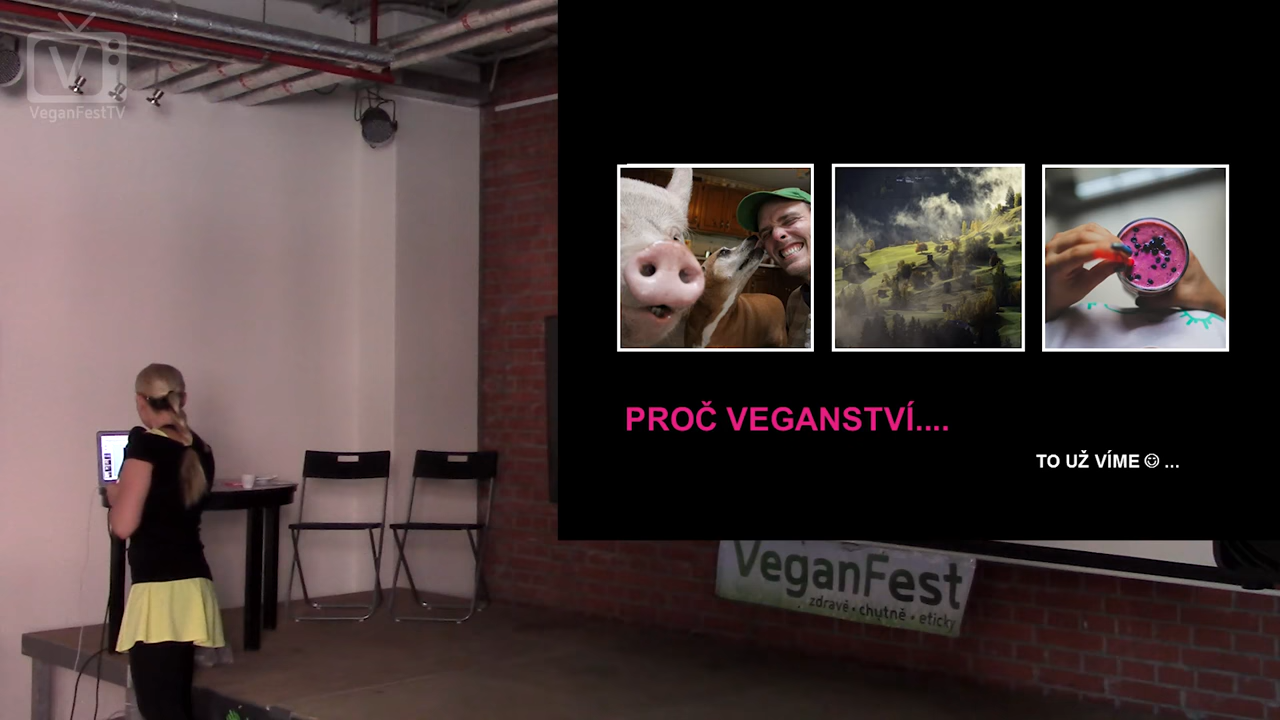 V
VeganFestTV
PROČ VEGANSTVÍ....
TO UŽ VÍME ☺ ...
VeganFest
zdravě • chutně • eticky